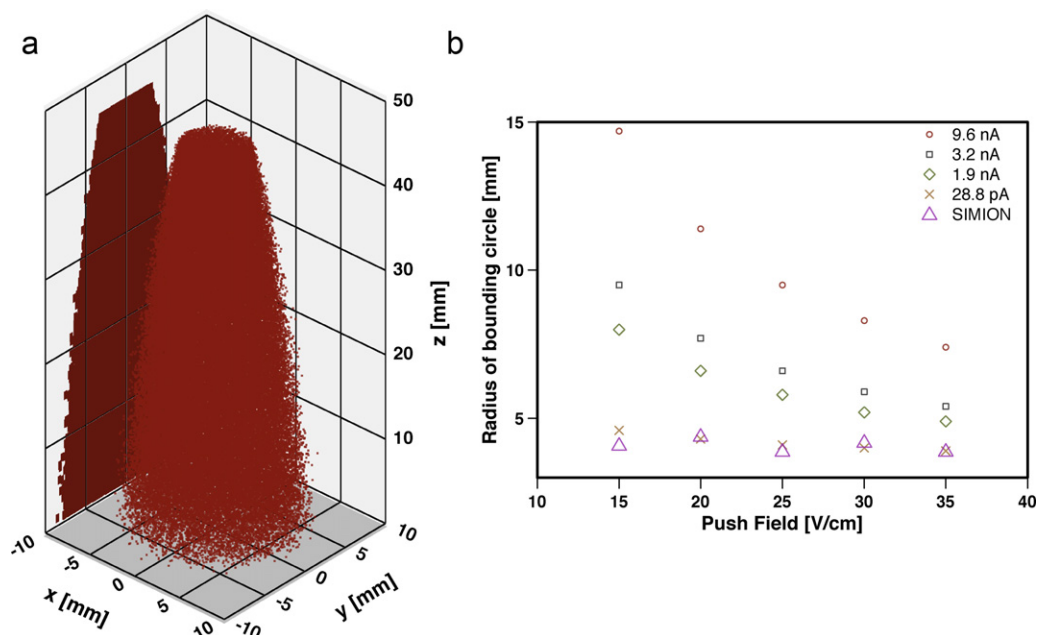 a
50
40
30
20
10
z [mm]
-10
-5
0
5
10
x [mm]
-10
-5
0
5
10
y [mm]
b
15
10
5
Radius of bounding circle [mm]
10
15
20
25
30
35
40
Push Field [V/cm]
9.6 nA
3.2 nA
1.9 nA
28.8 pA
SIMION